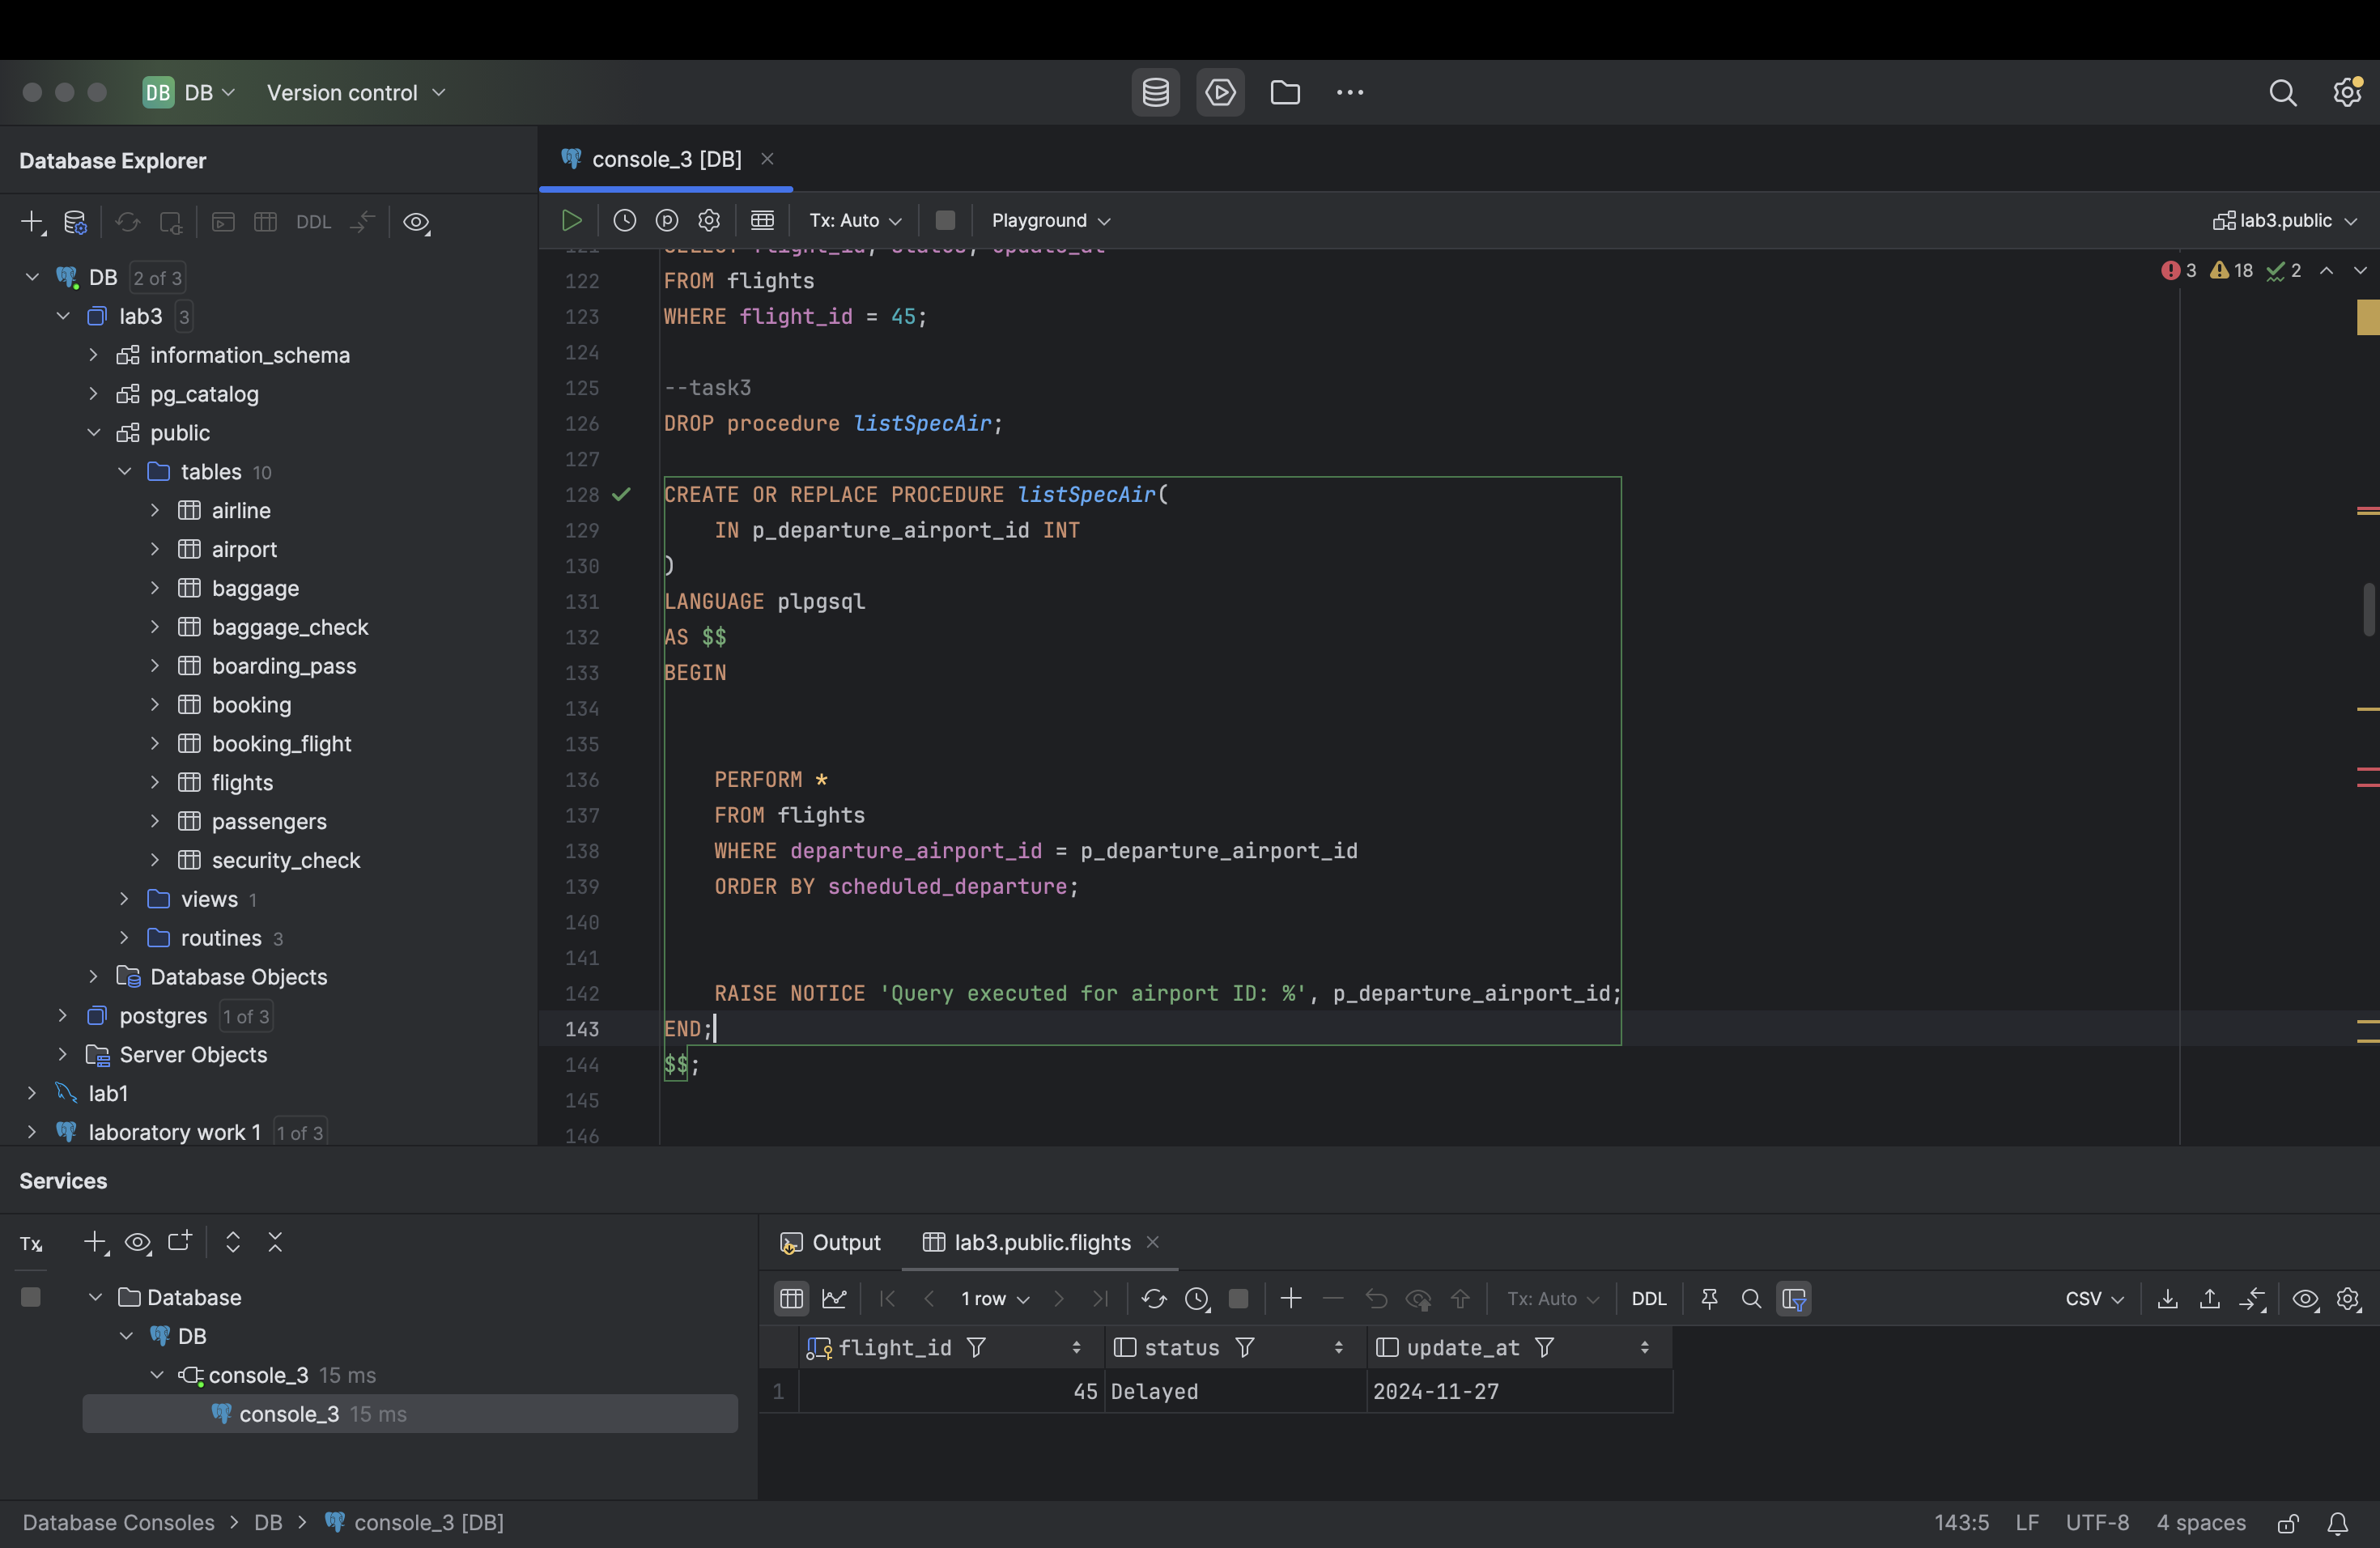 DB DB Version control
Database Explorer
DDL
DB 2 of 3
lab3 3
information_schema
pg_catalog
public
tables 10
airline
airport
baggage
baggage_check
boarding_pass
booking
booking_flight
flights
passengers
security_check
views 1
routines 3
Database Objects
postgres 1 of 3
Server Objects
lab1
laboratory work 1 1 of 3
console_3 [DB]
Tx: Auto Playground lab3.public
3 18 2
121 SELECT flight_id, status, update_at
122 FROM flights
123 WHERE flight_id = 45;
124
125 --task3
126 DROP procedure listSpecAir;
127
128 CREATE OR REPLACE PROCEDURE listSpecAir(
129 IN p_departure_airport_id INT
130 )
131 LANGUAGE plpgsql
132 AS $$
133 BEGIN
134
135
136 PERFORM *
137 FROM flights
138 WHERE departure_airport_id = p_departure_airport_id
139 ORDER BY scheduled_departure;
140
141
142 RAISE NOTICE 'Query executed for airport ID: %', p_departure_airport_id;
143 END;
144 $$;
145
146
Services
Tx
Database
DB
console_3 15 ms
console_3 15 ms
Output lab3.public.flights
1 row Tx: Auto DDL CSV
flight_id status update_at
1 45 Delayed 2024-11-27
Database Consoles > DB > console_3 [DB]
143:5 LF UTF-8 4 spaces